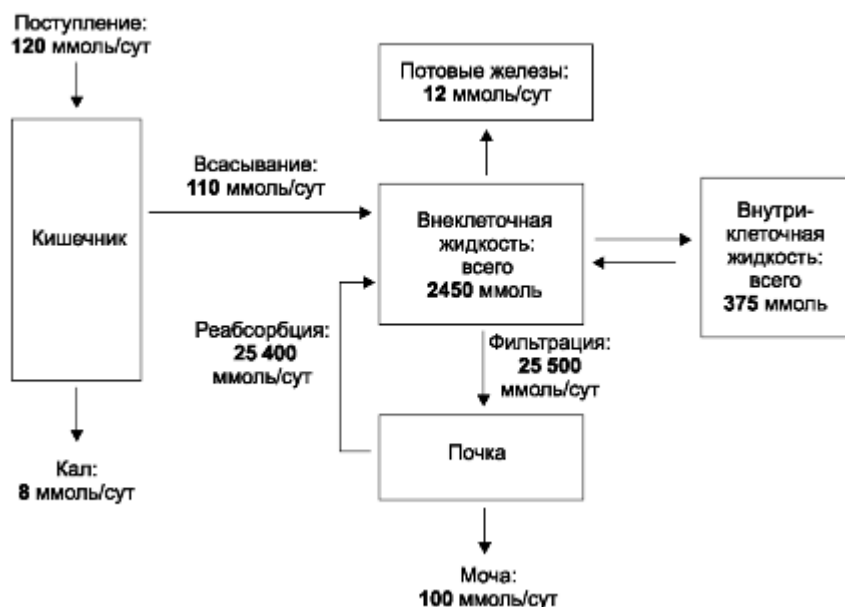 Поступление:
120 ммоль/сут
Потовые железы:
12 ммоль/сут
Всасывание:
110 ммоль/сут
Кишечник
Внеклеточная
жидкость:
всего
2450 ммоль
Внутри-
клеточная
жидкость:
всего
375 ммоль
Реабсорбция:
25 400
ммоль/сут
Фильтрация:
25 500
ммоль/сут
Почка
Кал:
8 ммоль/сут
Моча:
100 ммоль/сут